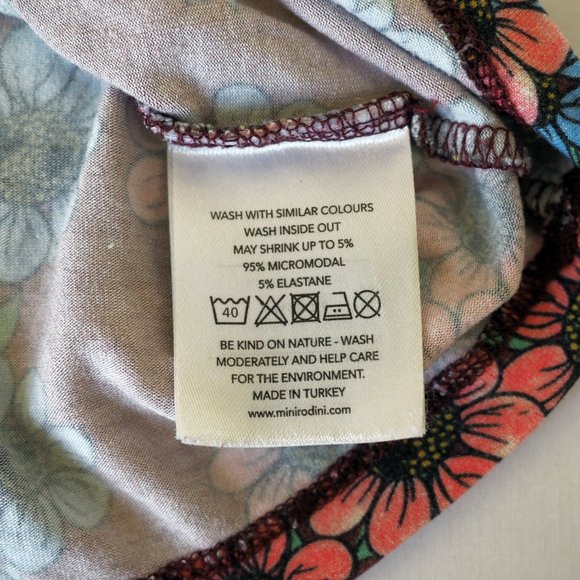 WASH WITH SIMILAR COLOURS
WASH INSIDE OUT
MAY SHRINK UP TO 5%
95% MICROMODAL
5% ELASTANE
40
BE KIND ON NATURE - WASH
MODERATELY AND HELP CARE
FOR THE ENVIRONMENT.
MADE IN TURKEY
www.minirodini.com